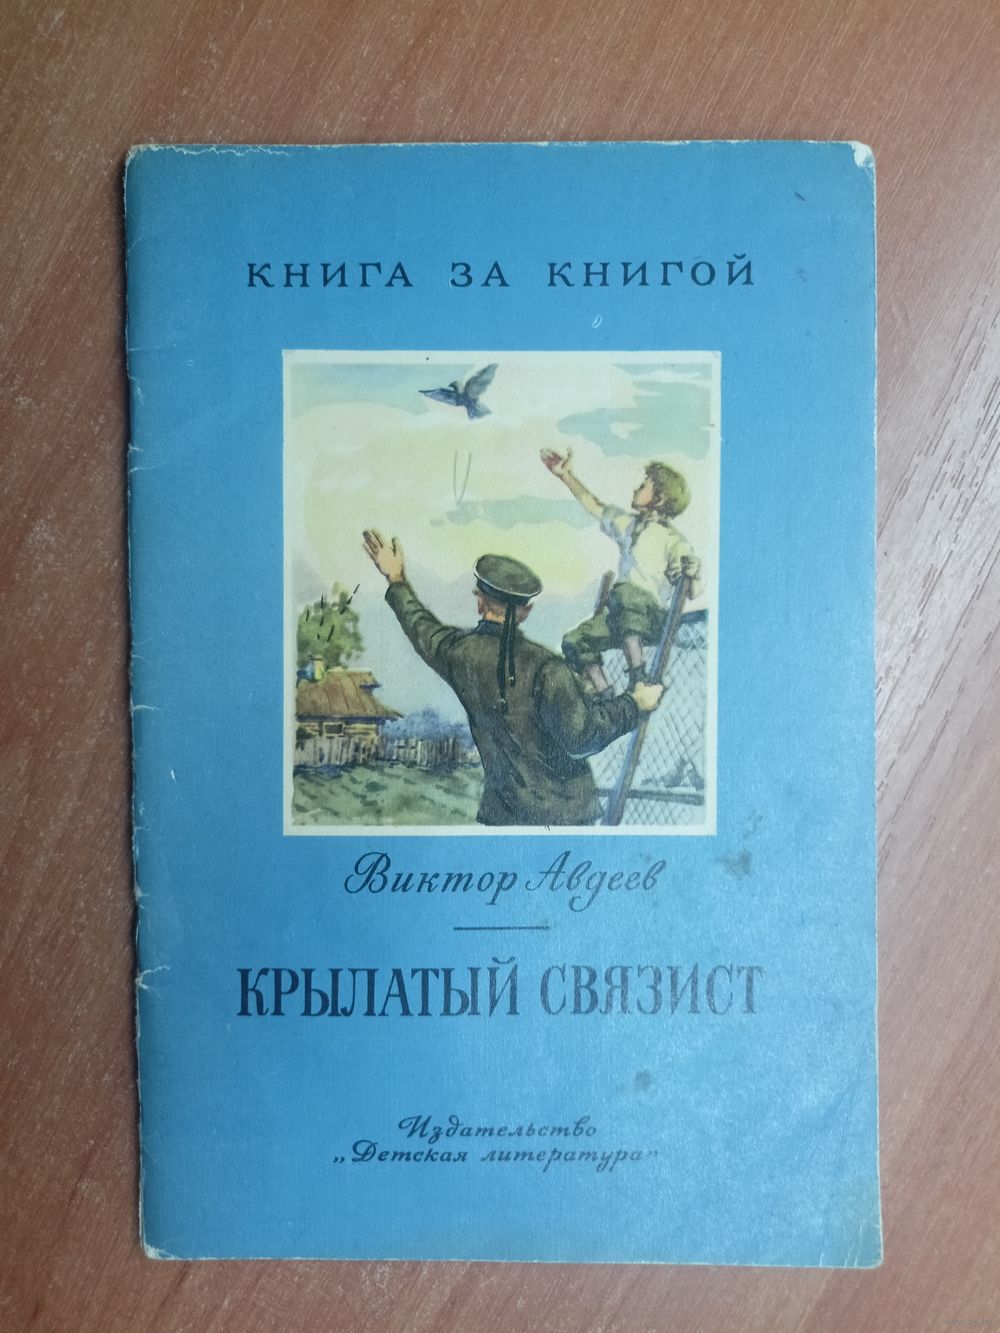 КНИГА ЗА КНИГОЙ
Виктор Авдеев
КРЫЛАТЫЙ СВЯЗИСТ
Издательство
„Детская литература"